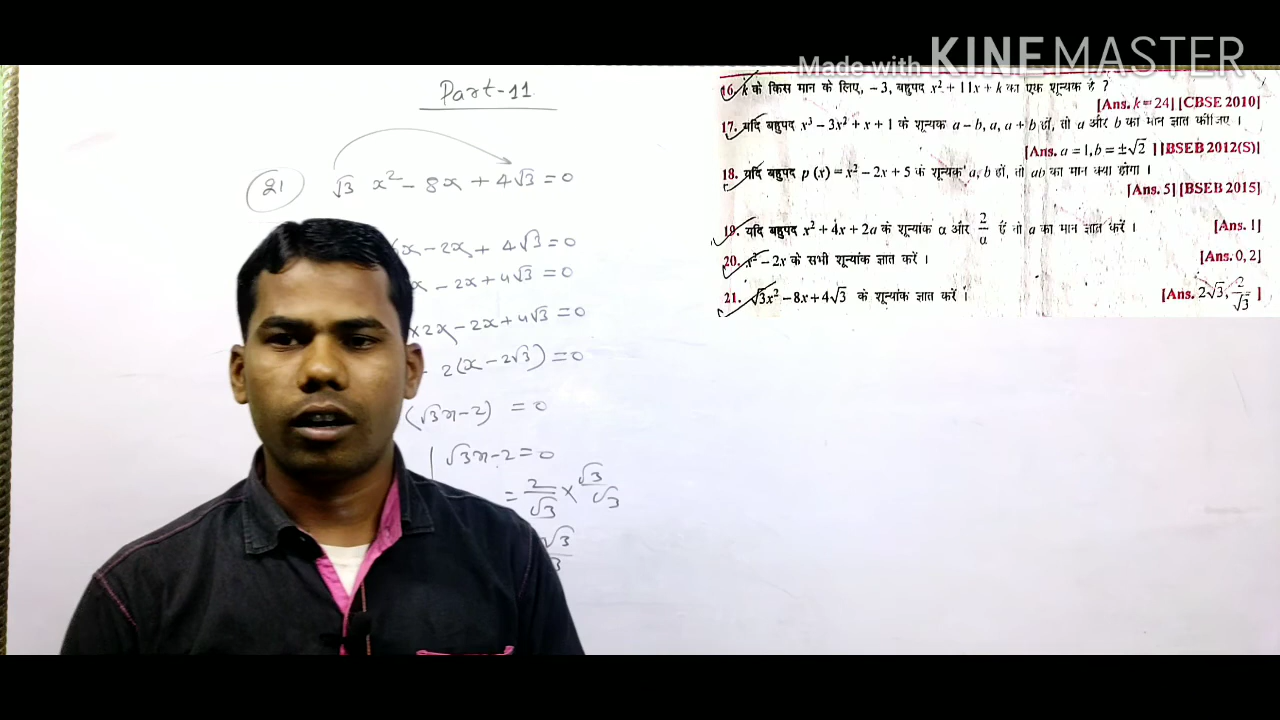 Made with KINEMASTER
Part-11
21 √3 x² - 8x + 4√3 = 0
x - 2x + 4√3 = 0
x - 2x + 4√3 = 0
×2x - 2x + 4√3 = 0
- 2(x - 2√3) = 0
(√3x-2) = 0
| √3x-2 = 0
= 2/√3 × √3/√3
√3
3
16. k के किस मान के लिए, – 3, बहुपद x² + 11x + k का एक शून्यक है ?
[Ans. k = 24] [CBSE 2010]
17. यदि बहुपद x³ – 3x² + x + 1 के शून्यक a – b, a, a + b हों, तो a और b का मान ज्ञात कीजिए ।
[Ans. a = 1, b = ±√2 ] [BSEB 2012(S)]
18. यदि बहुपद p (x) = x² – 2x + 5 के शून्यक a, b हों, तो ab का मान क्या होगा ।
[Ans. 5] [BSEB 2015]
19. यदि बहुपद x² + 4x + 2a के शून्यांक α और 2/α हैं तो a का मान ज्ञात करें । [Ans. 1]
20. x² – 2x के सभी शून्यांक ज्ञात करें । [Ans. 0, 2]
21. √3x² – 8x + 4√3 के शून्यांक ज्ञात करें । [Ans. 2√3, 2/√3 ]